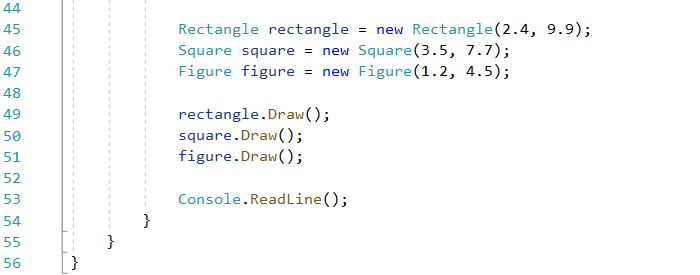 44
45 Rectangle rectangle = new Rectangle(2.4, 9.9);
46 Square square = new Square(3.5, 7.7);
47 Figure figure = new Figure(1.2, 4.5);
48
49 rectangle.Draw();
50 square.Draw();
51 figure.Draw();
52
53 Console.ReadLine();
54 }
55 }
56 }